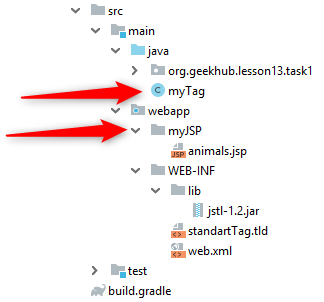 src
main
java
org.geekhub.lesson13.task1
C myTag
webapp
myJSP
JSP animals.jsp
WEB-INF
lib
jstl-1.2.jar
standartTag.tld
web.xml
test
build.gradle